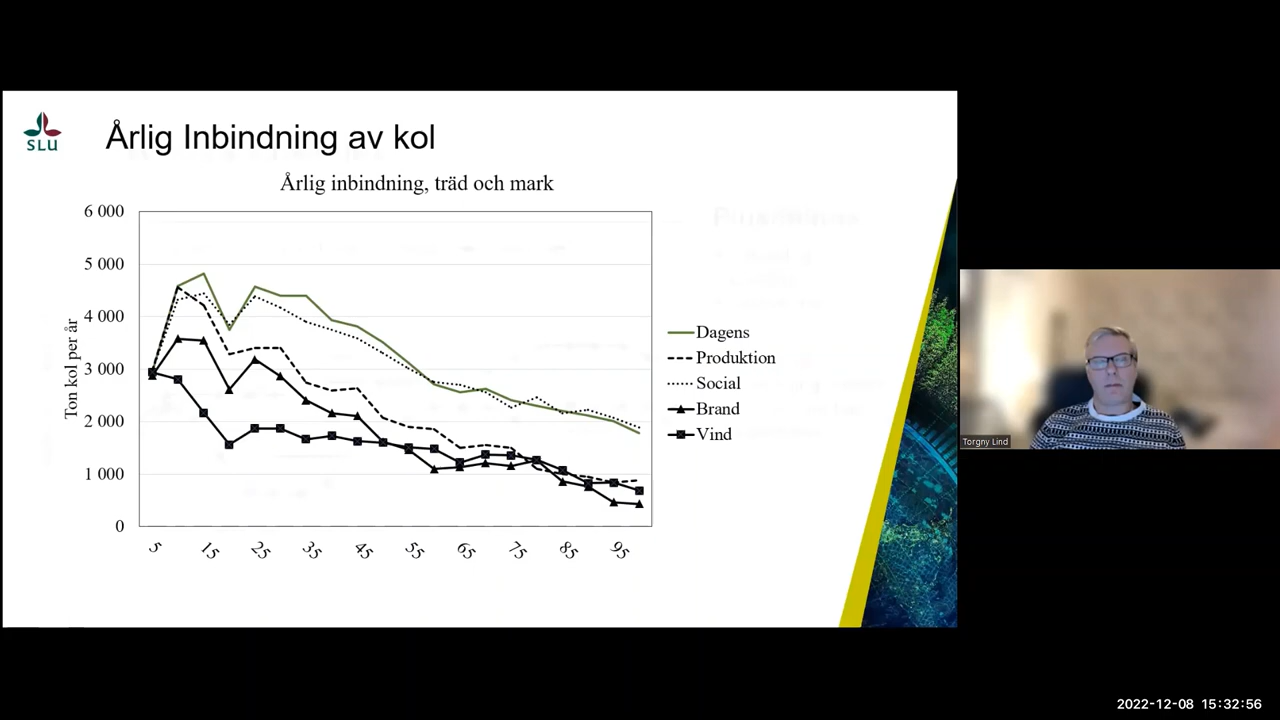 SLU
Årlig Inbindning av kol
Årlig inbindning, träd och mark
Ton kol per år
6 000
5 000
4 000
3 000
2 000
1 000
0
5
15
25
35
45
55
65
75
85
95
Dagens
Produktion
Social
Brand
Vind
Torgny Lind
2022-12-08 15:32:56